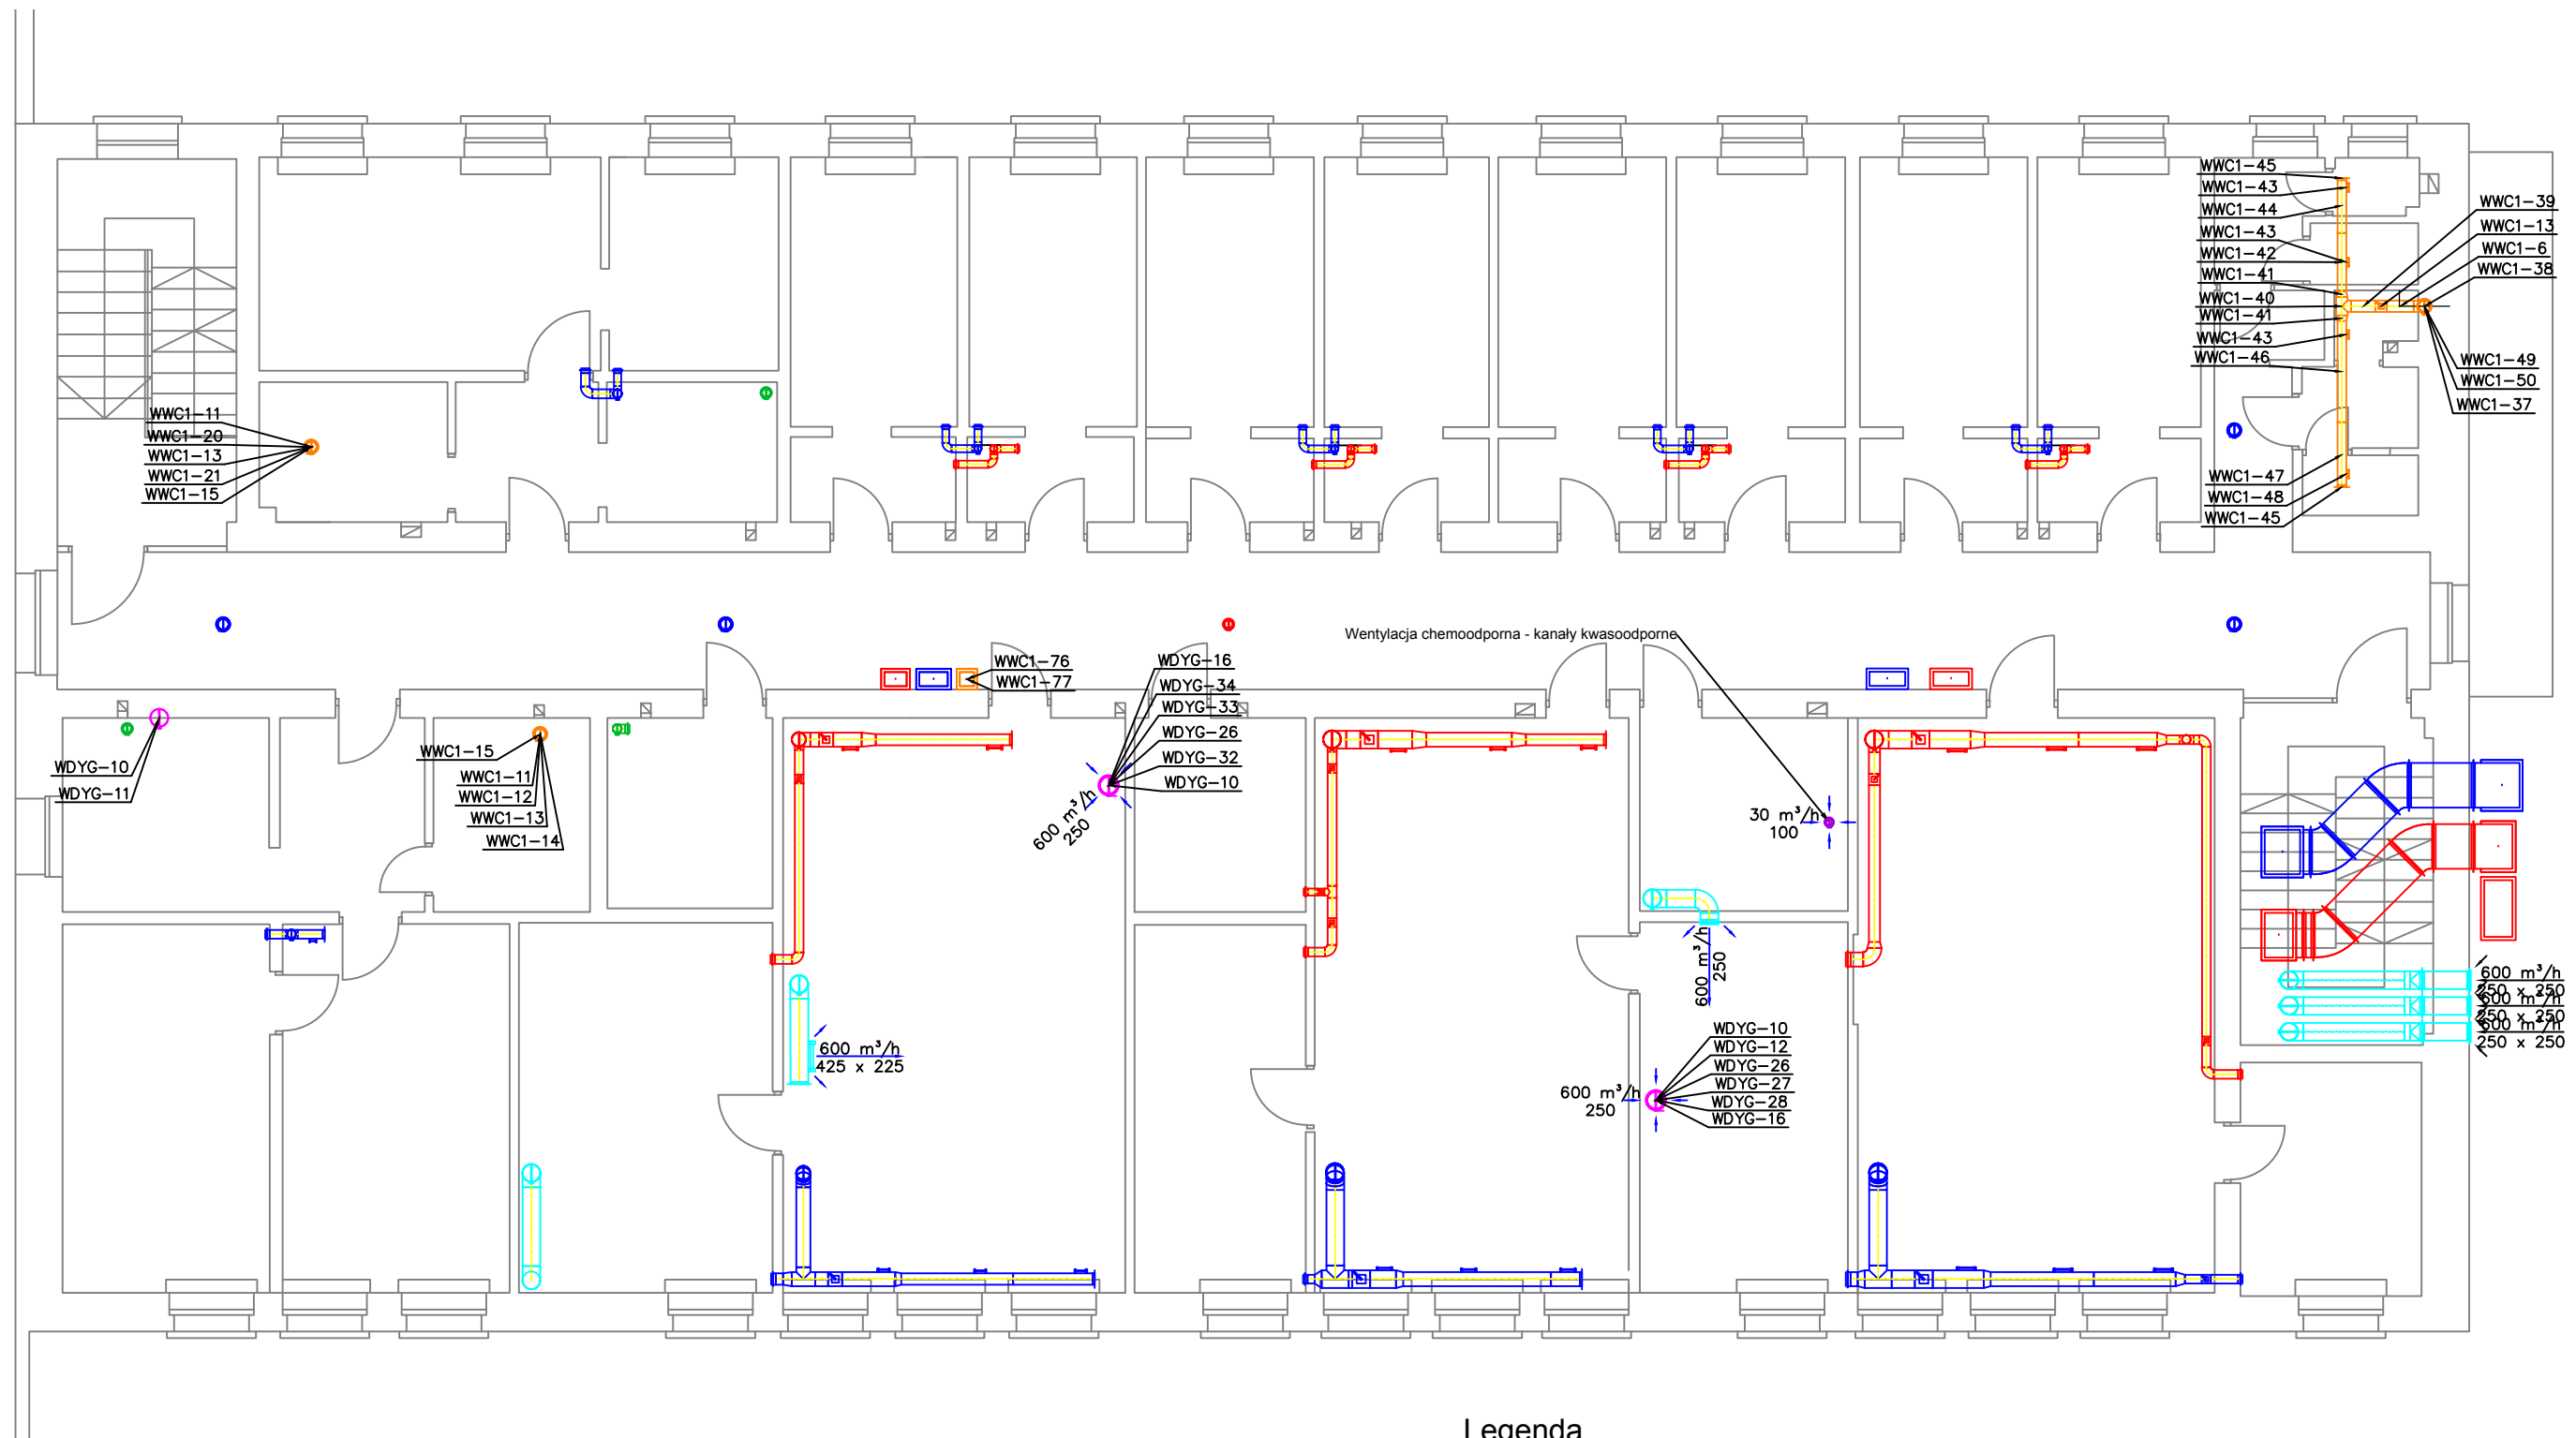 WWC1-45
WWC1-43
WWC1-44
WWC1-43
WWC1-42
WWC1-41
WWC1-40
WWC1-41
WWC1-43
WWC1-46
WWC1-39
WWC1-13
WWC1-6
WWC1-38
WWC1-49
WWC1-50
WWC1-37
WWC1-47
WWC1-48
WWC1-45
WWC1-11
WWC1-20
WWC1-13
WWC1-21
WWC1-15
Wentylacja chemoodporna - kanały kwasoodporne
WWC1-76
WWC1-77
WDYG-16
WDYG-34
WDYG-33
WDYG-26
WDYG-32
WDYG-10
600 m³/h
250
WDYG-10
WDYG-11
WWC1-15
WWC1-11
WWC1-12
WWC1-13
WWC1-14
30 m³/h
100
600 m³/h
250
600 m³/h
250 x 250
600 m³/h
250 x 250
600 m³/h
250 x 250
600 m³/h
425 x 225
600 m³/h
250
WDYG-10
WDYG-12
WDYG-26
WDYG-27
WDYG-28
WDYG-16
Legenda